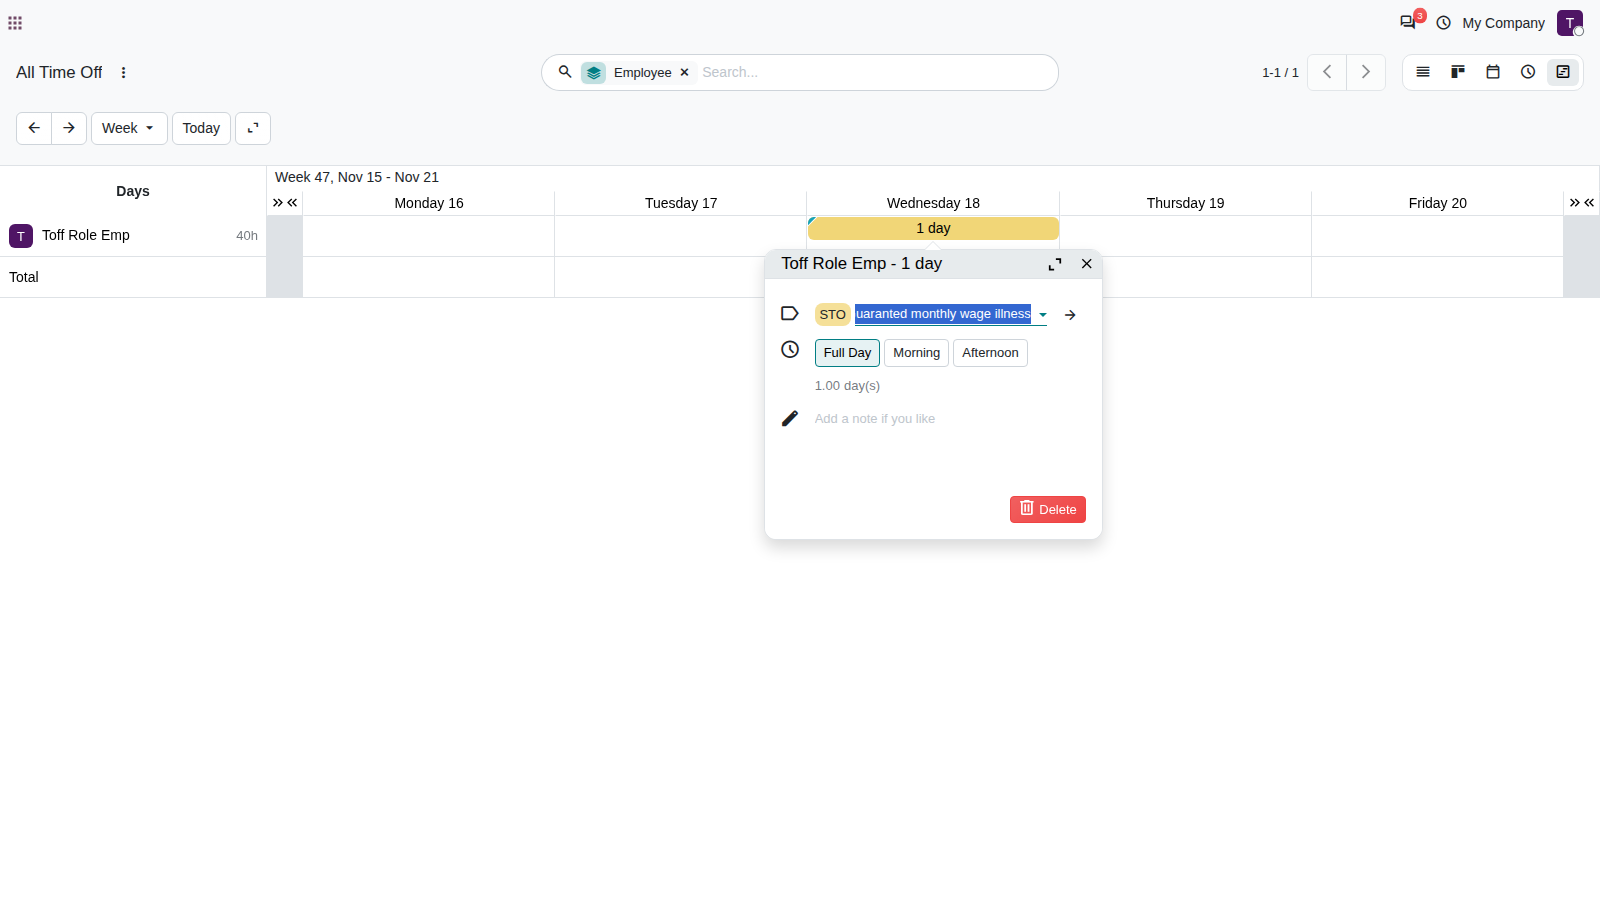 3
My Company
T
All Time Off
Employee
Search...
1-1 / 1
Week
Today
Days
Week 47, Nov 15 - Nov 21
Monday 16
Tuesday 17
Wednesday 18
Thursday 19
Friday 20
T
Toff Role Emp
40h
1 day
Total
Toff Role Emp - 1 day
STO
uaranted monthly wage illness
Full Day
Morning
Afternoon
1.00 day(s)
Add a note if you like
Delete